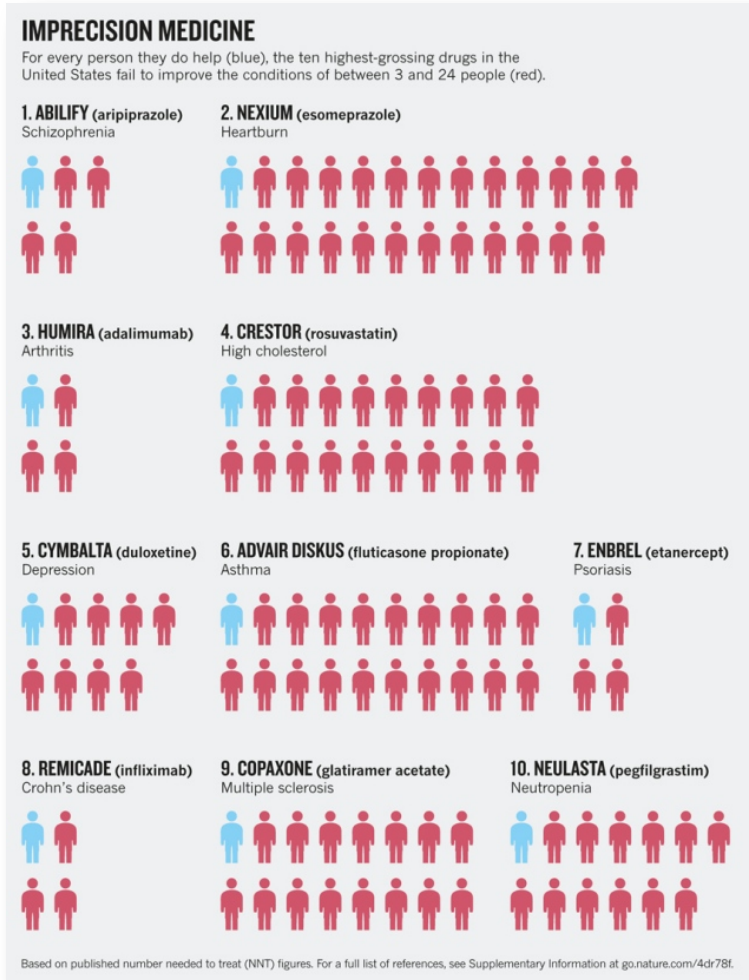 IMPRECISION MEDICINE
For every person they do help (blue), the ten highest-grossing drugs in the
United States fail to improve the conditions of between 3 and 24 people (red).
1. ABILIFY (aripiprazole)
Schizophrenia
2. NEXIUM (esomeprazole)
Heartburn
3. HUMIRA (adalimumab)
Arthritis
4. CRESTOR (rosuvastatin)
High cholesterol
5. CYMBALTA (duloxetine)
Depression
6. ADVAIR DISKUS (fluticasone propionate)
Asthma
7. ENBREL (etanercept)
Psoriasis
8. REMICADE (infliximab)
Crohn's disease
9. COPAXONE (glatiramer acetate)
Multiple sclerosis
10. NEULASTA (pegfilgrastim)
Neutropenia
Based on published number needed to treat (NNT) figures. For a full list of references, see Supplementary Information at go.nature.com/4dr78f.